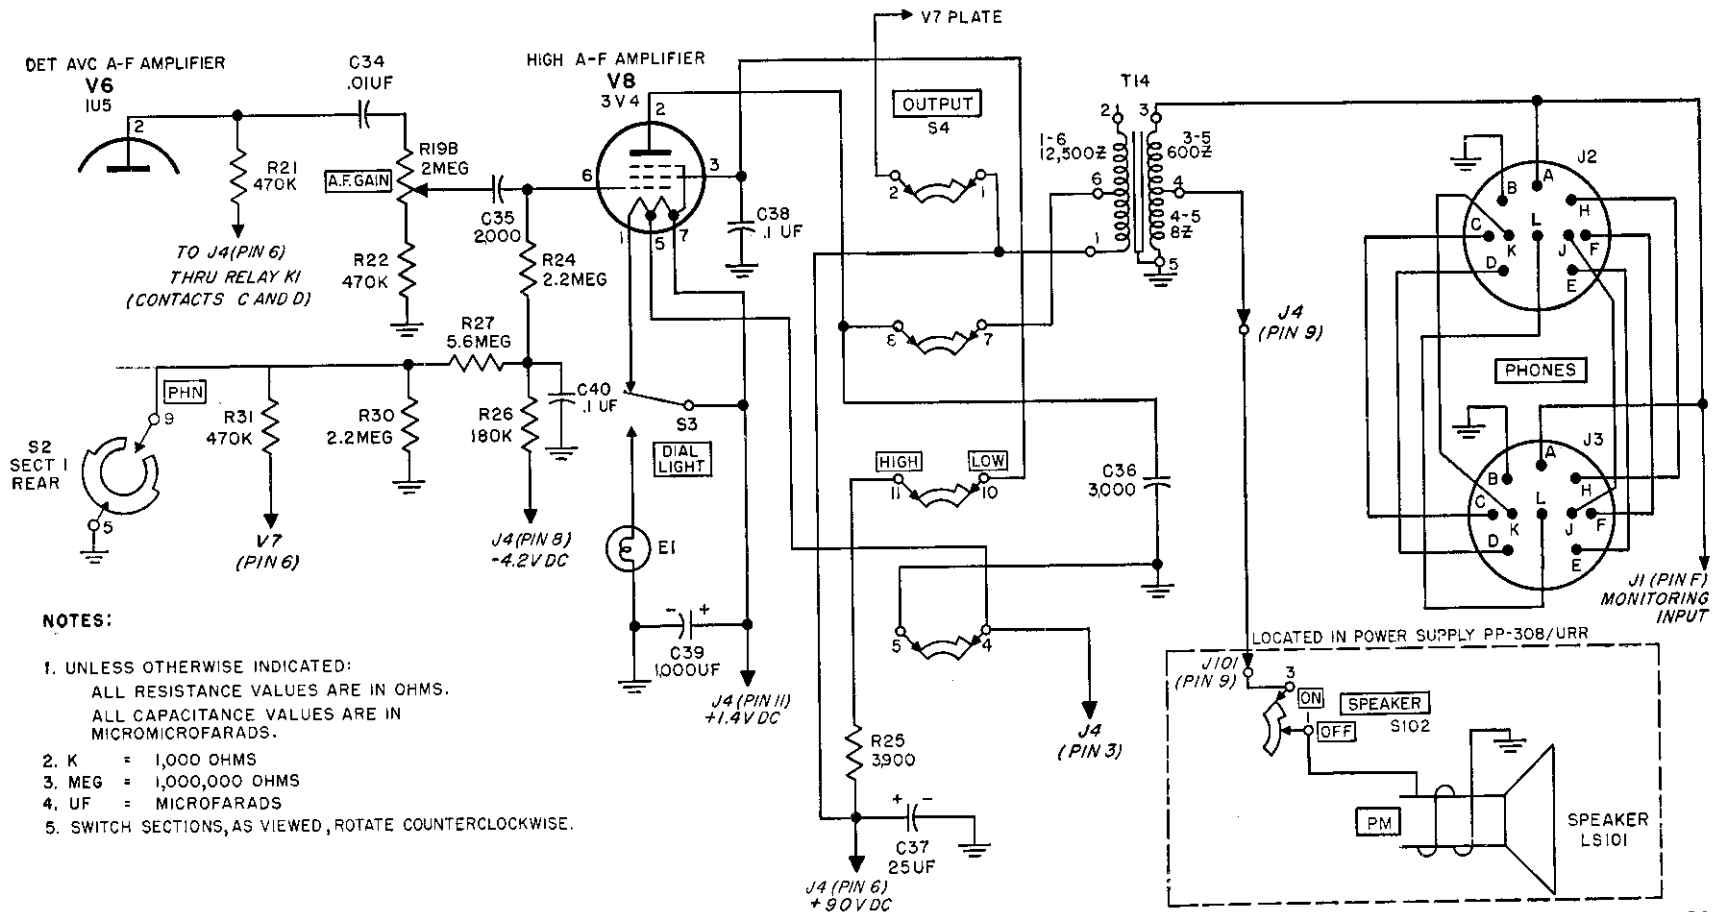 V7 PLATE
DET AVC A-F AMPLIFIER
V6
1U5
2
C34
.01UF
R21
470K
R19B
2MEG
A.F. GAIN
TO J4 (PIN 6)
THRU RELAY K1
(CONTACTS C AND D)
R22
470K
C35
2,000
HIGH A-F AMPLIFIER
V8
3V4
2
6
3
1
5
7
C38
.1 UF
R24
2.2MEG
R27
5.6MEG
C40
.1 UF
R26
180K
R30
2.2MEG
R31
470K
PHN
9
S2
SECT 1
REAR
5
V7
(PIN 6)
J4 (PIN 8)
-4.2V DC
S3
DIAL
LIGHT
E1
- +
C39
1,000UF
J4 (PIN 11)
+1.4V DC
OUTPUT
S4
2
1
8
7
HIGH
LOW
11
10
5
4
C36
3,000
R25
3,900
+ -
C37
25UF
J4 (PIN 6)
+90V DC
J4
(PIN 3)
T14
2
3
1-6
12,500Z
3-5
600Z
6
4
4-5
8Z
1
5
J4
(PIN 9)
J2
A
B
H
C
K
L
J
F
D
E
PHONES
J3
A
B
H
C
K
L
J
F
D
E
J1 (PIN F)
MONITORING
INPUT
LOCATED IN POWER SUPPLY PP-308/URR
J101
(PIN 9)
3
ON
1
OFF
SPEAKER
S102
PM
SPEAKER
LS101
NOTES:
1. UNLESS OTHERWISE INDICATED:
ALL RESISTANCE VALUES ARE IN OHMS.
ALL CAPACITANCE VALUES ARE IN
MICROMICROFARADS.
2. K = 1,000 OHMS
3. MEG = 1,000,000 OHMS
4. UF = MICROFARADS
5. SWITCH SECTIONS, AS VIEWED, ROTATE COUNTERCLOCKWISE.